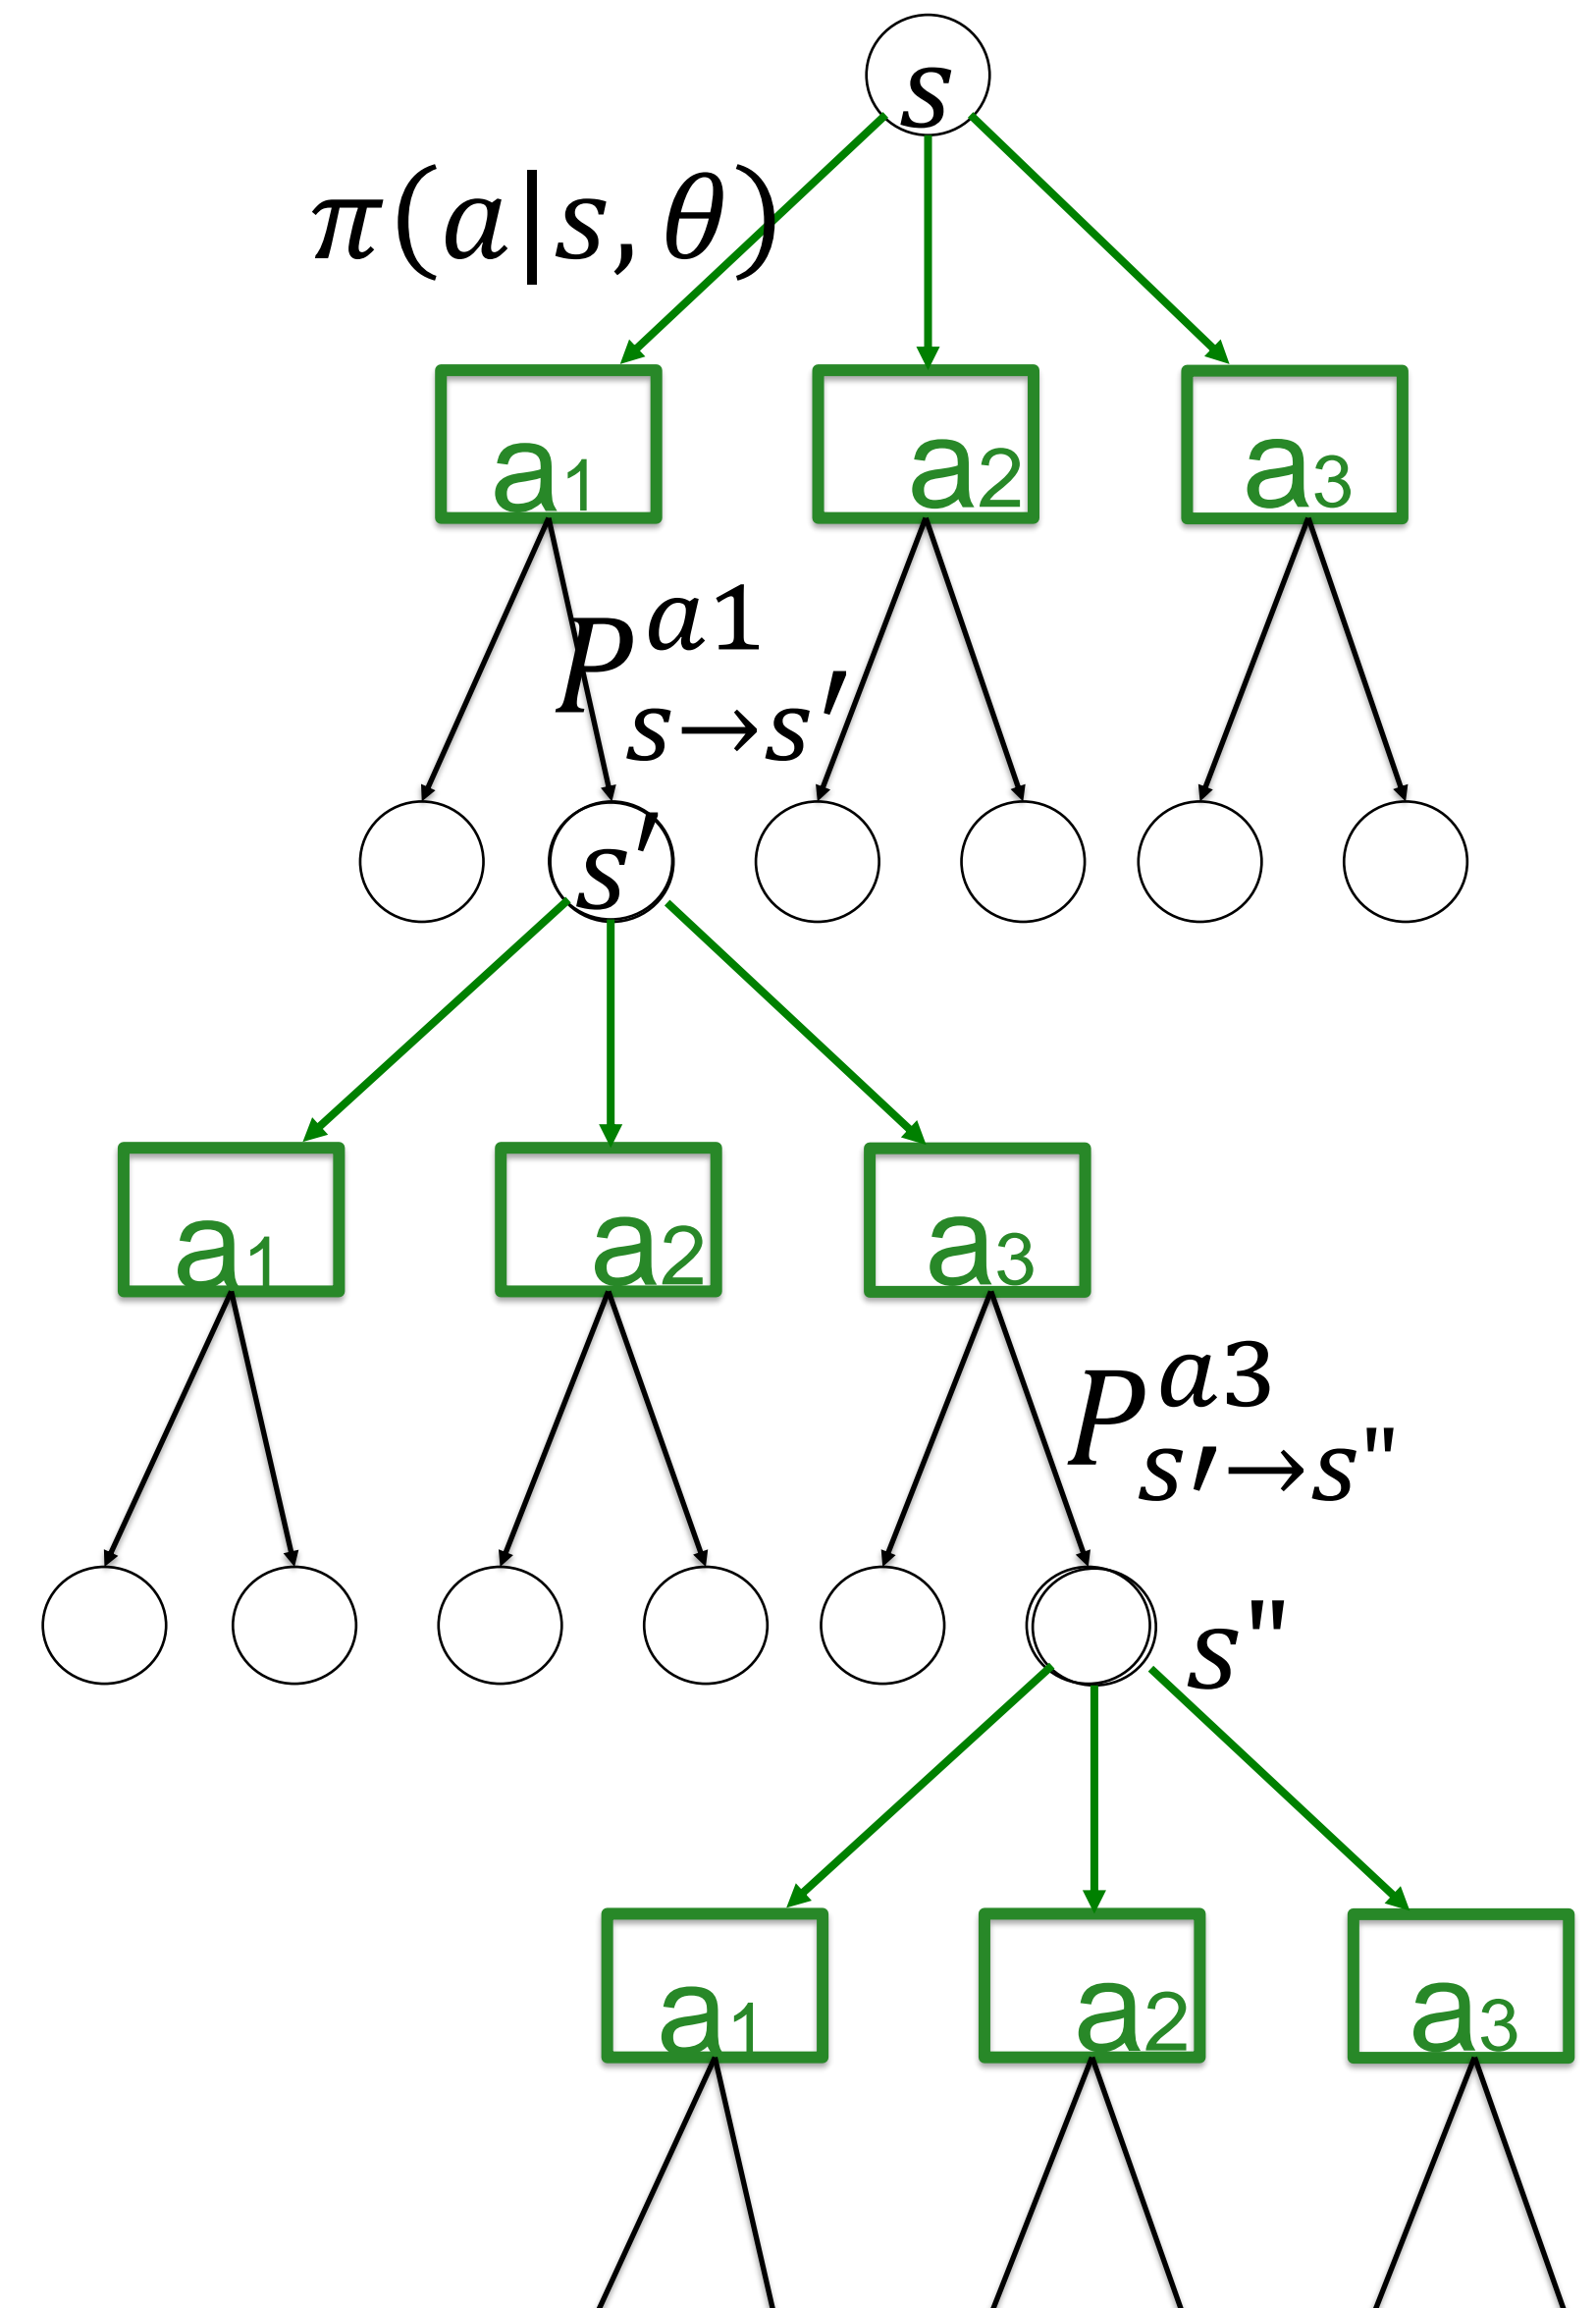 s
π(a|s, θ)
a1 a2 a3
P^{a1}_{s→s′}
s′
a1 a2 a3
P^{a3}_{s′→s"}
s"
a1 a2 a3